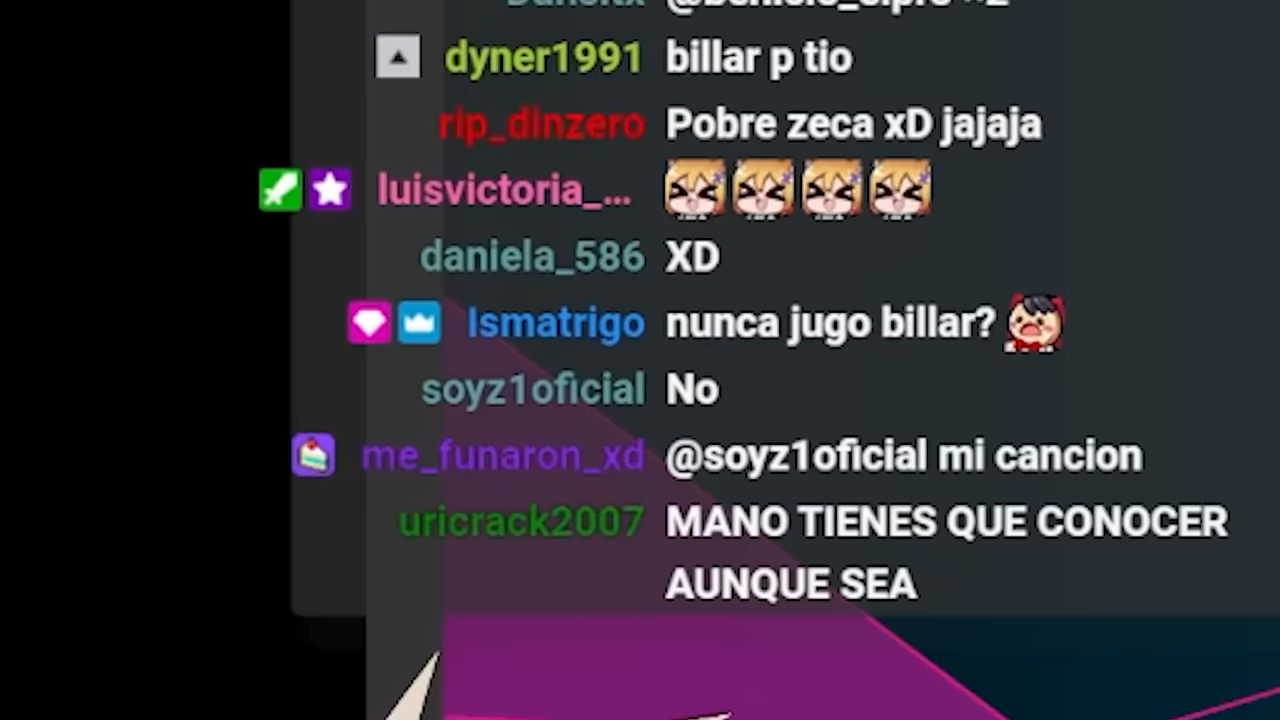 dyner1991 billar p tio
rip_dinzero Pobre zeca xD jajaja
luisvictoria_...
daniela_586 XD
Ismatrigo nunca jugo billar?
soyz1oficial No
me_funaron_xd @soyz1oficial mi cancion
uricrack2007 MANO TIENES QUE CONOCER
AUNQUE SEA